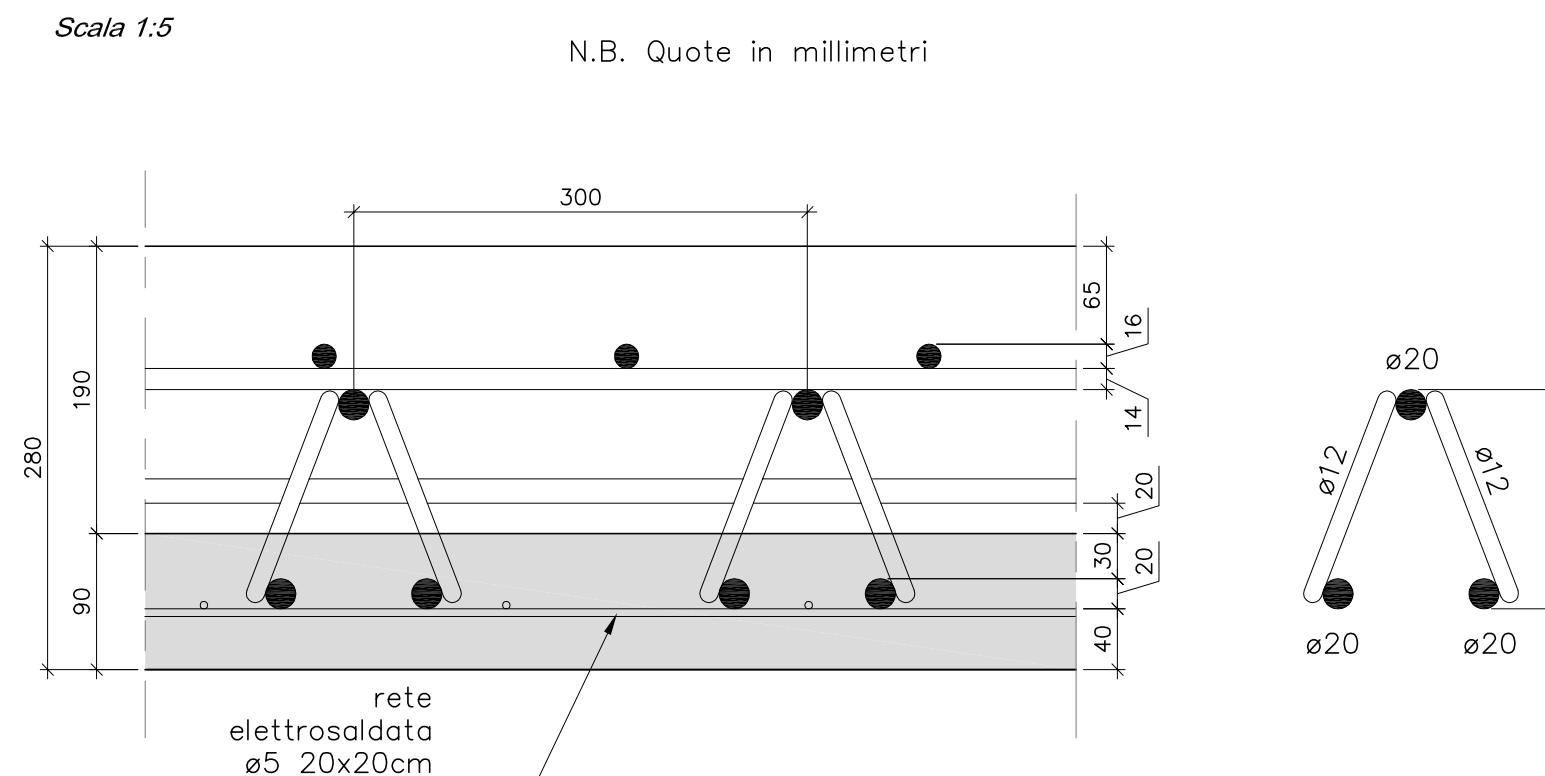 Scala 1:5
N.B. Quote in millimetri
300
65
16
14
190
280
20
30
20
90
40
ø20
ø12
ø12
ø20
ø20
rete
elettrosaldata
ø5 20x20cm